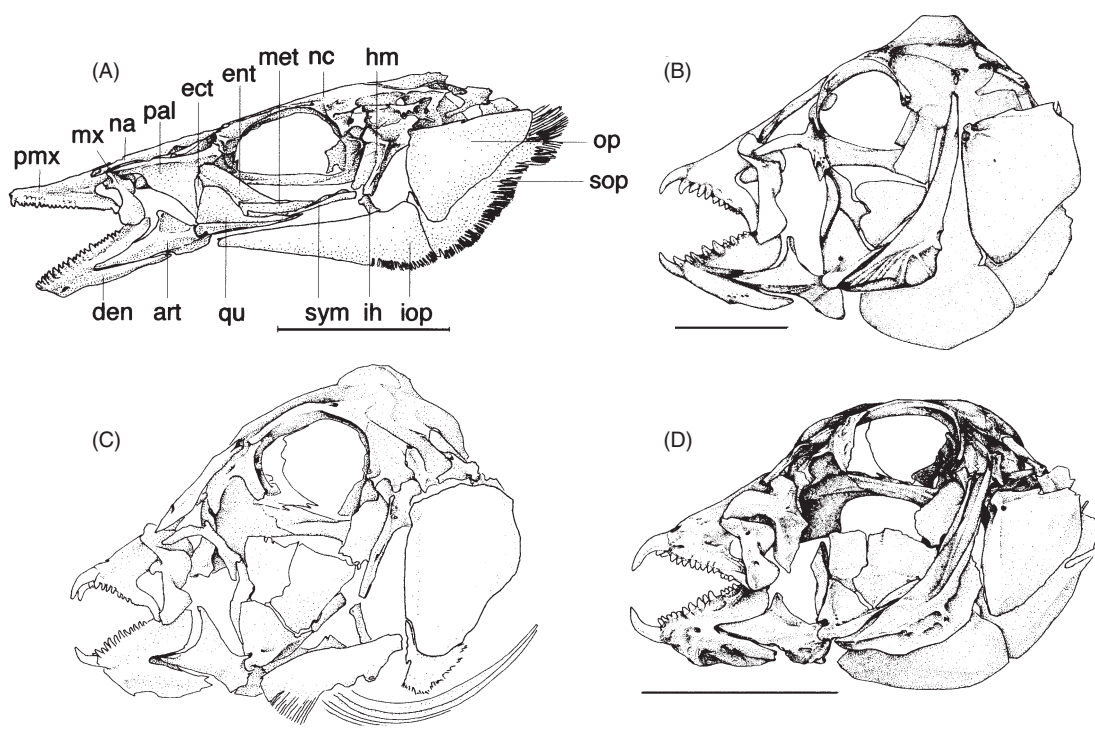 (A)
pmx mx na pal ect ent met nc hm
op
sop
den art qu sym ih iop
(B)
(C)
(D)